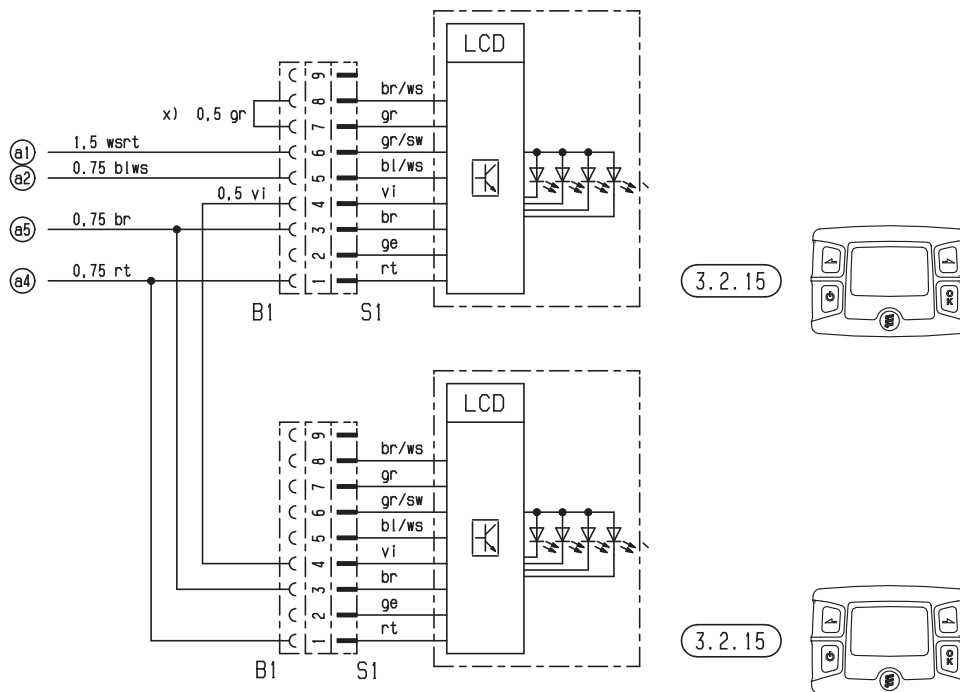 LCD
9
8
7
6
5
4
3
2
1
x) 0,5 gr
br/ws
gr
gr/sw
bl/ws
vi
br
ge
rt
a1 1,5 wsrt
a2 0.75 blws
0,5 vi
a5 0,75 br
a4 0,75 rt
B1 S1
3.2.15
OK
LCD
9
8
7
6
5
4
3
2
1
br/ws
gr
gr/sw
bl/ws
vi
br
ge
rt
B1 S1
3.2.15
OK